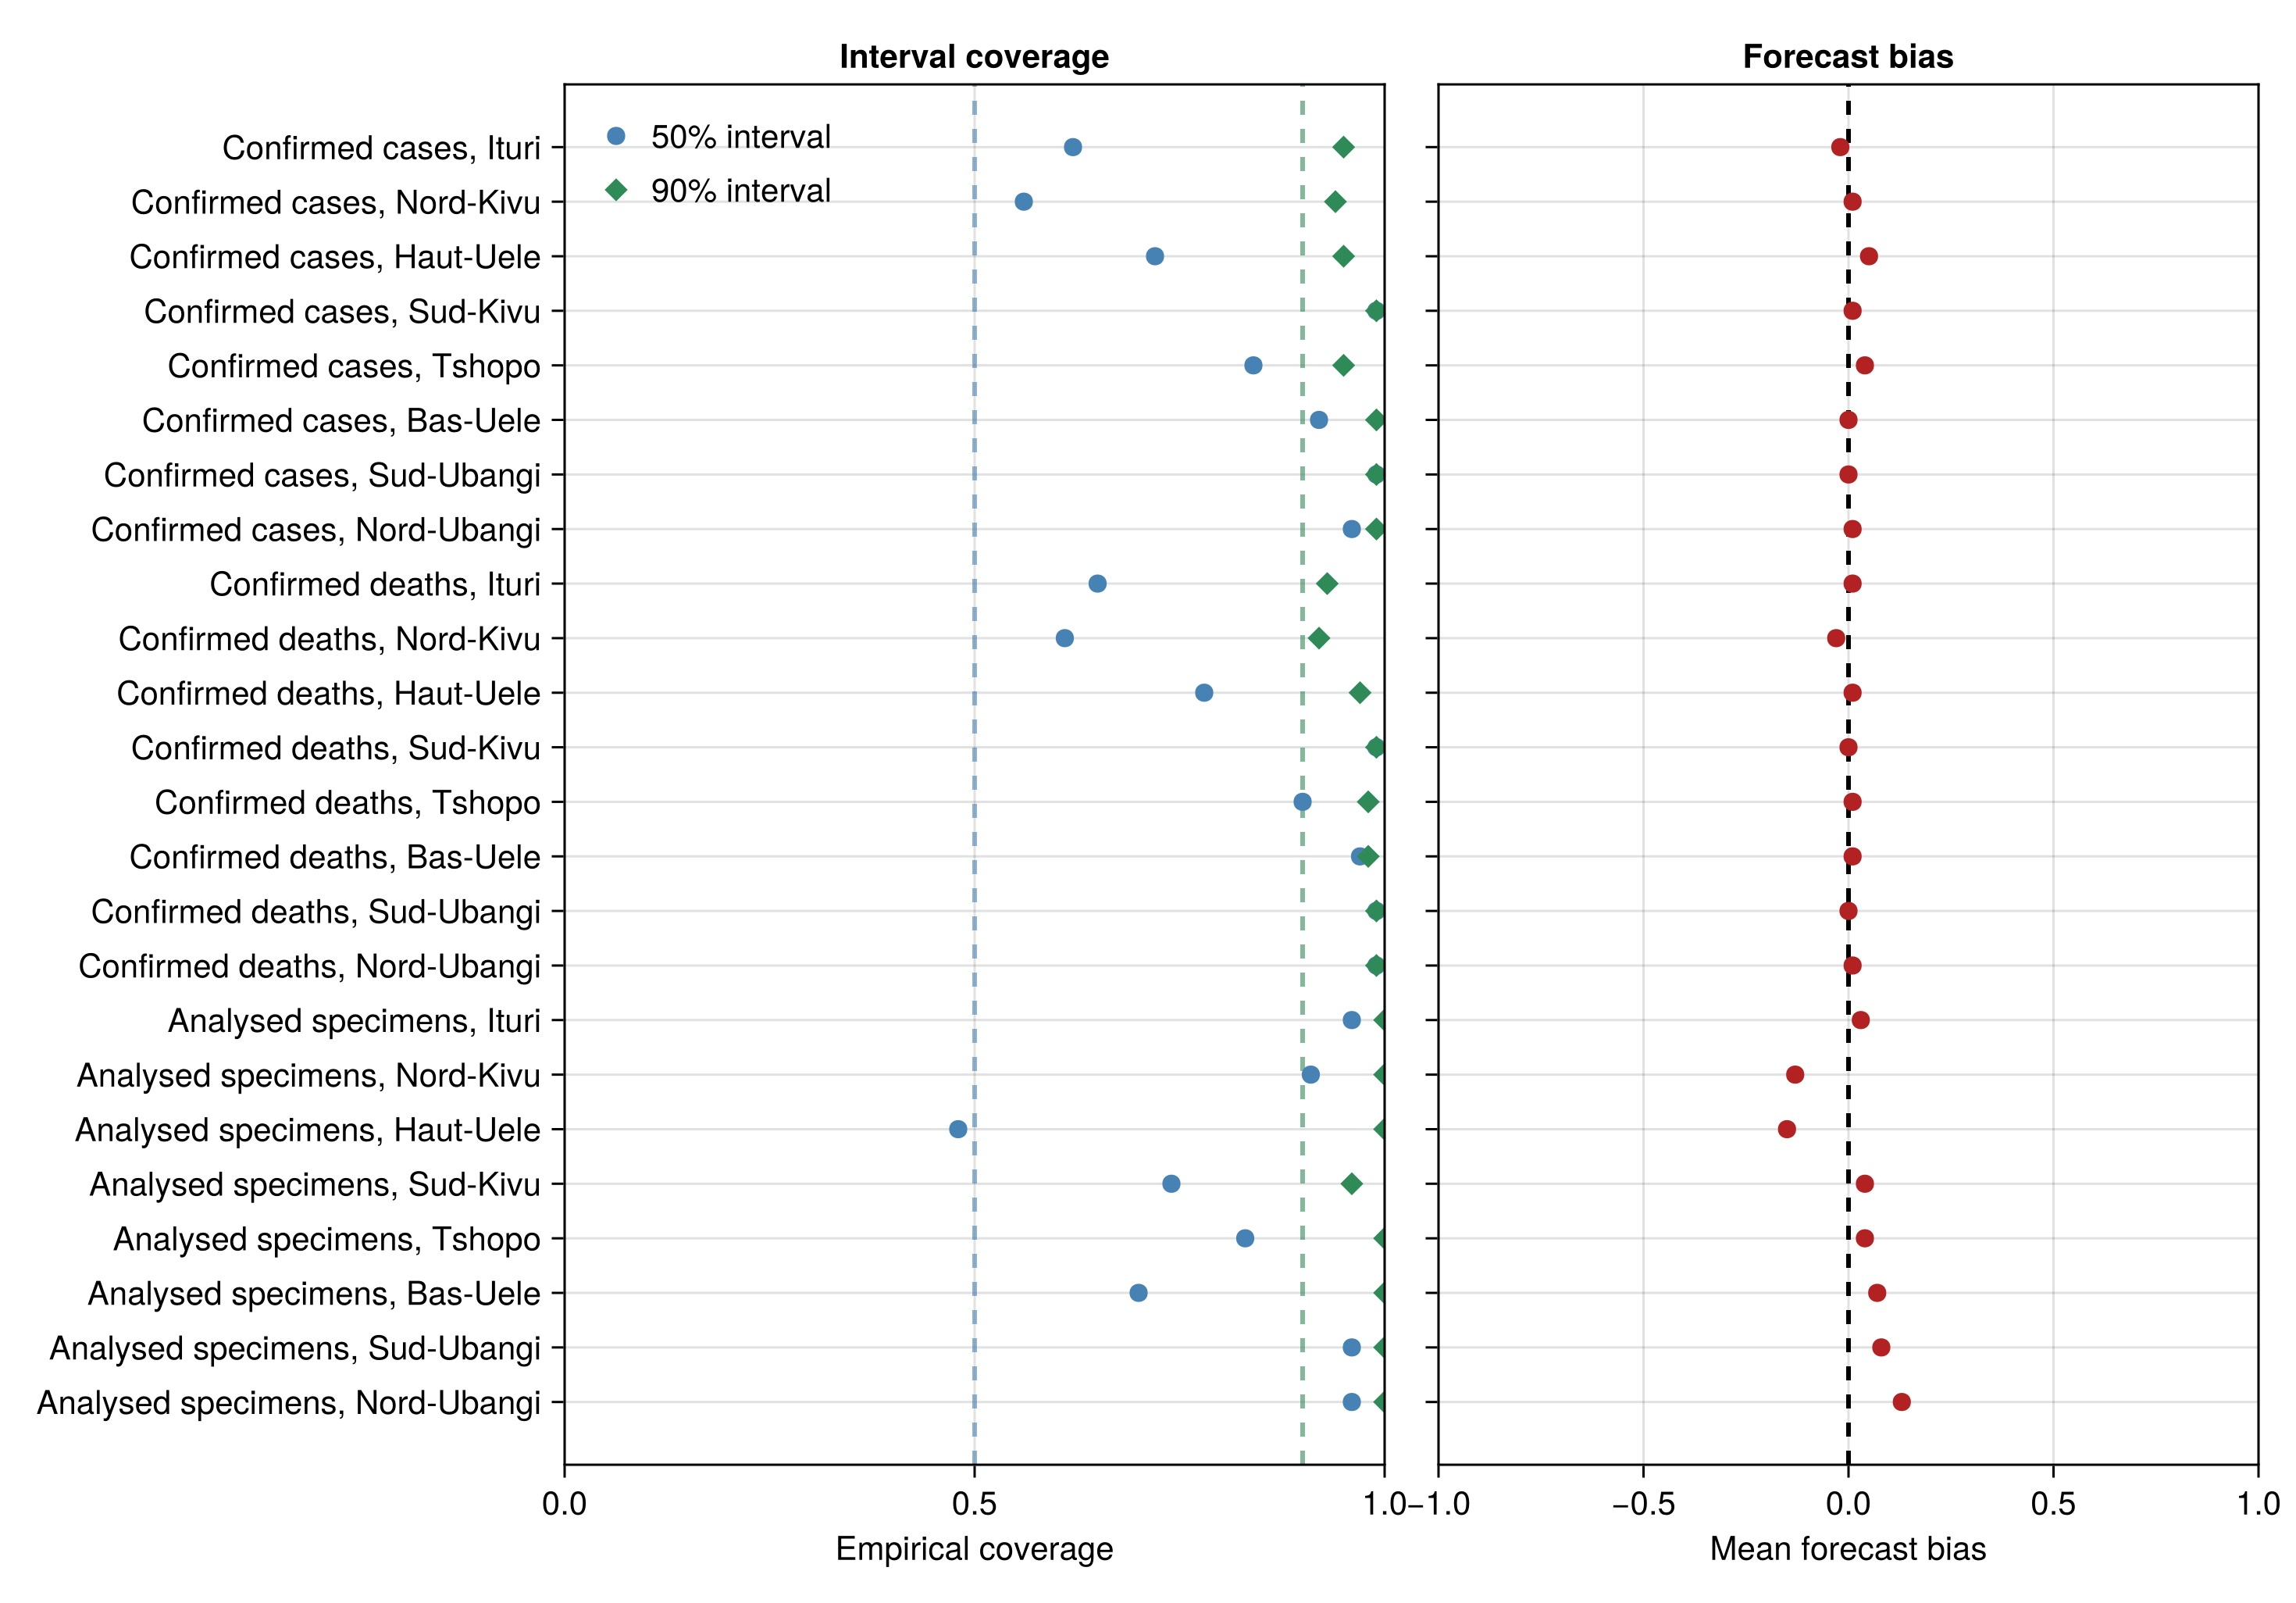 Interval coverage
Forecast bias
50% interval
90% interval
Confirmed cases, Ituri
Confirmed cases, Nord-Kivu
Confirmed cases, Haut-Uele
Confirmed cases, Sud-Kivu
Confirmed cases, Tshopo
Confirmed cases, Bas-Uele
Confirmed cases, Sud-Ubangi
Confirmed cases, Nord-Ubangi
Confirmed deaths, Ituri
Confirmed deaths, Nord-Kivu
Confirmed deaths, Haut-Uele
Confirmed deaths, Sud-Kivu
Confirmed deaths, Tshopo
Confirmed deaths, Bas-Uele
Confirmed deaths, Sud-Ubangi
Confirmed deaths, Nord-Ubangi
Analysed specimens, Ituri
Analysed specimens, Nord-Kivu
Analysed specimens, Haut-Uele
Analysed specimens, Sud-Kivu
Analysed specimens, Tshopo
Analysed specimens, Bas-Uele
Analysed specimens, Sud-Ubangi
Analysed specimens, Nord-Ubangi
0.0 0.5 1.0
−1.0 −0.5 0.0 0.5 1.0
Empirical coverage
Mean forecast bias